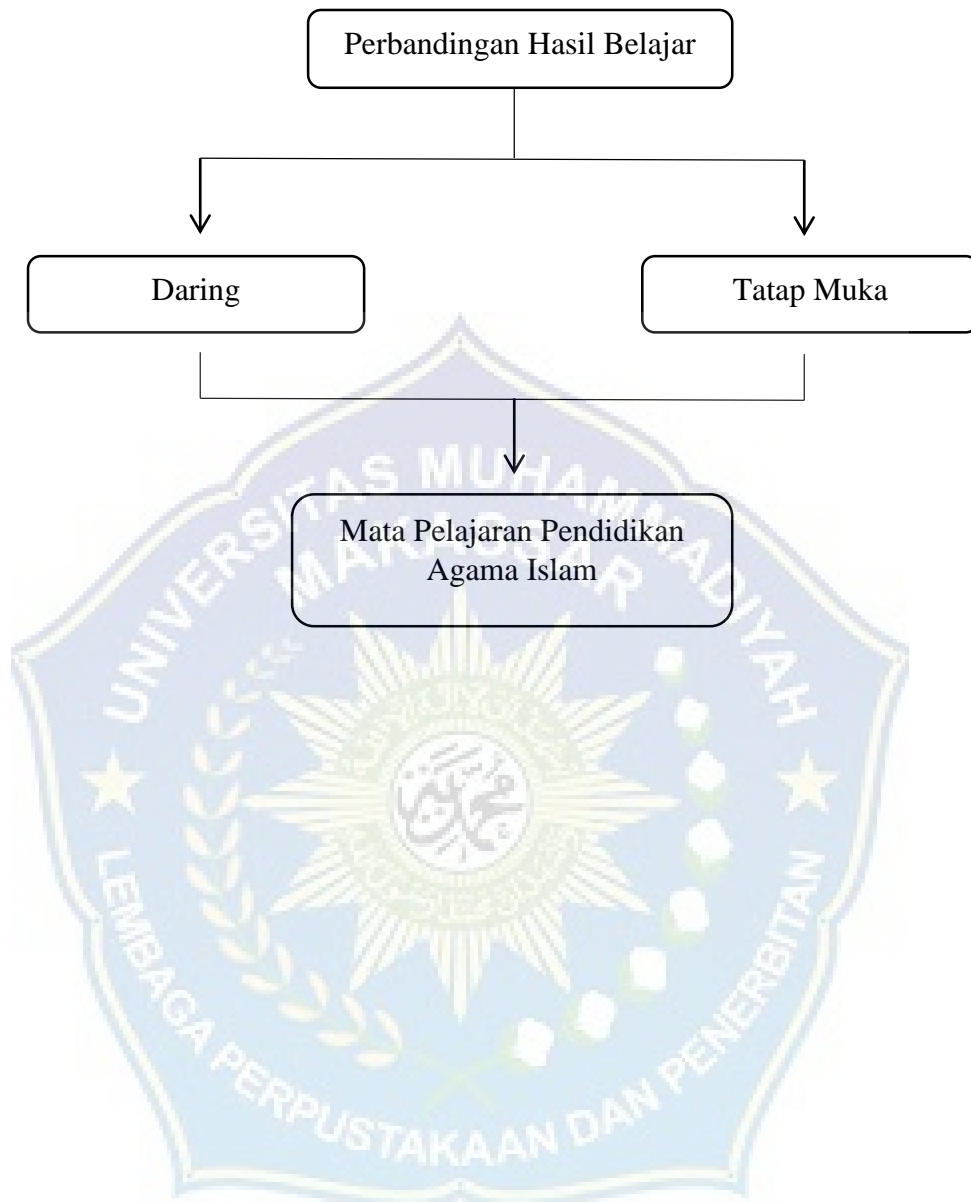 Perbandingan Hasil Belajar
Daring
Tatap Muka
Mata Pelajaran Pendidikan
Agama Islam
UNIVERSITAS MUHAMMADIYAH
MAKASSAR
LEMBAGA PERPUSTAKAAN DAN PENERBITAN